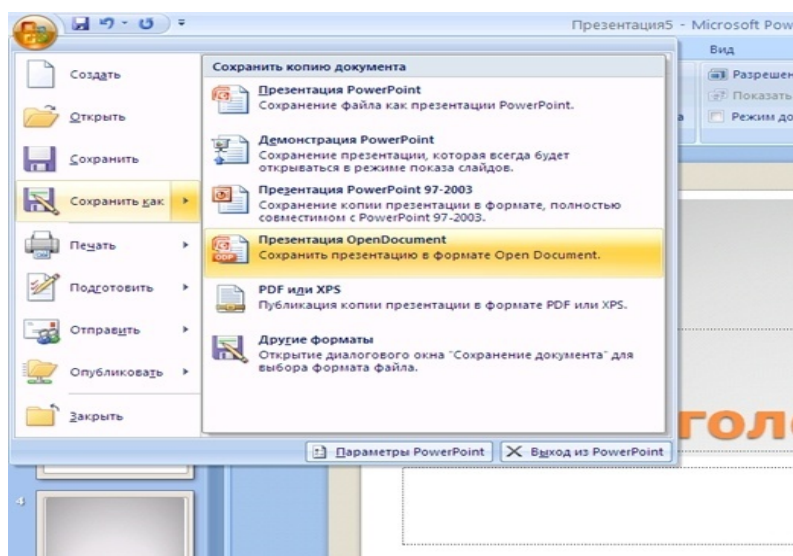 Презентация5 - Microsoft Pow
Вид
Создать
Открыть
Сохранить
Сохранить как
Печать
Подготовить
Отправить
Опубликовать
Закрыть
Сохранить копию документа
Презентация PowerPoint
Сохранение файла как презентации PowerPoint.
Демонстрация PowerPoint
Сохранение презентации, которая всегда будет
открываться в режиме показа слайдов.
Презентация PowerPoint 97-2003
Сохранение копии презентации в формате, полностью
совместимом с PowerPoint 97-2003.
Презентация OpenDocument
ODP
Сохранить презентацию в формате Open Document.
PDF или XPS
Публикация копии презентации в формате PDF или XPS.
Другие форматы
Открытие диалогового окна "Сохранение документа" для
выбора формата файла.
Параметры PowerPoint
Выход из PowerPoint
Разрешен
Показать
а
Режим до
голо
4